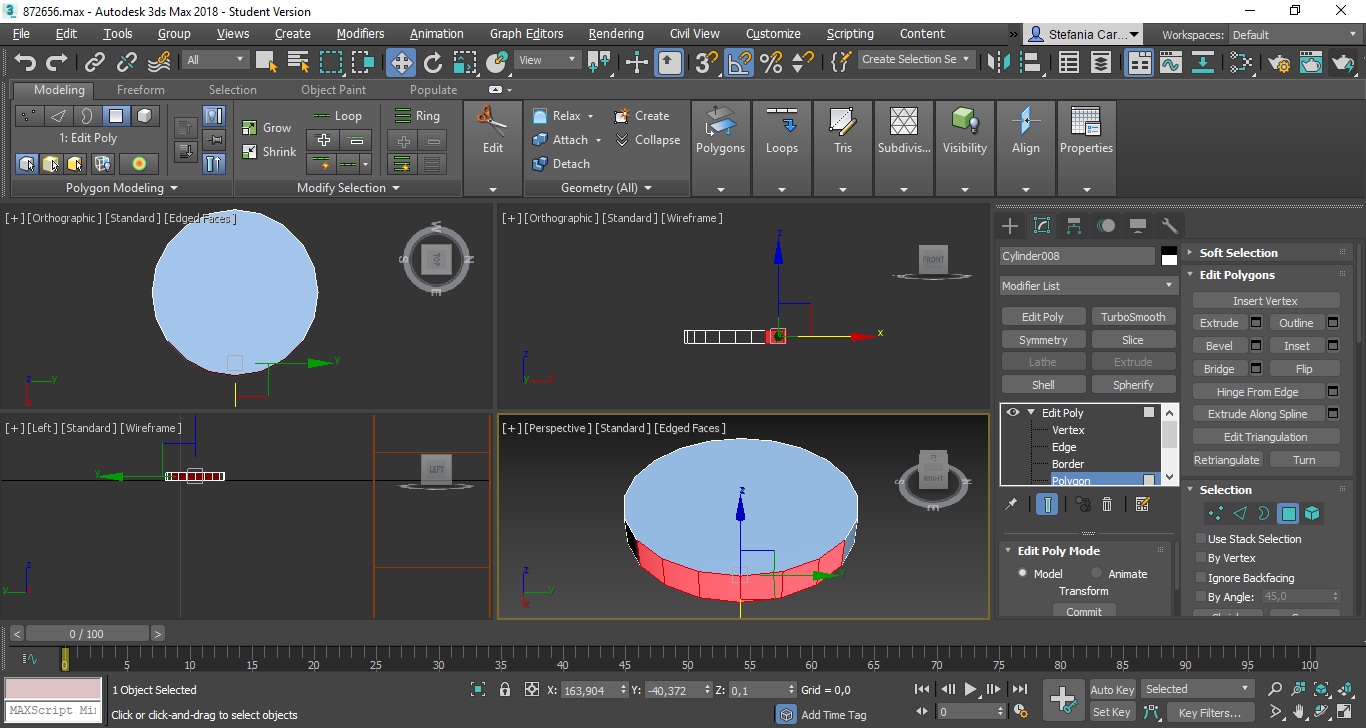 872656.max - Autodesk 3ds Max 2018 - Student Version
File Edit Tools Group Views Create Modifiers Animation Graph Editors Rendering Civil View Customize Scripting Content » Stefania Car... Workspaces: Default
All View Create Selection Se
Modeling Freeform Selection Object Paint Populate
1: Edit Poly
Polygon Modeling
Grow
Shrink
Loop
Ring
Modify Selection
Edit
Relax
Attach
Detach
Create
Collapse
Geometry (All)
Polygons
Loops
Tris
Subdivis...
Visibility
Align
Properties
[+] [Orthographic] [Standard] [Edged Faces]
TOP
W
N
S
E
y
z
y
[+] [Orthographic] [Standard] [Wireframe]
FRONT
z
x
z
y
[+] [Left] [Standard] [Wireframe]
LEFT
y
z
y
[+] [Perspective] [Standard] [Edged Faces]
RIGHT
S
N
E
z
y
z
y
x
Cylinder008
Modifier List
Edit Poly TurboSmooth
Symmetry Slice
Lathe Extrude
Shell Spherify
Edit Poly
Vertex
Edge
Border
Polygon
Edit Poly Mode
Model Animate
Transform
Commit
Soft Selection
Edit Polygons
Insert Vertex
Extrude Outline
Bevel Inset
Bridge Flip
Hinge From Edge
Extrude Along Spline
Edit Triangulation
Retriangulate Turn
Selection
Use Stack Selection
By Vertex
Ignore Backfacing
By Angle: 45,0
< 0 / 100 >
0 5 10 15 20 25 30 35 40 45 50 55 60 65 70 75 80 85 90 95 100
MAXScript Mi
1 Object Selected
Click or click-and-drag to select objects
X: 163,904 Y: -40,372 Z: 0,1 Grid = 0,0
Add Time Tag
0
Auto Key Selected
Set Key Key Filters...